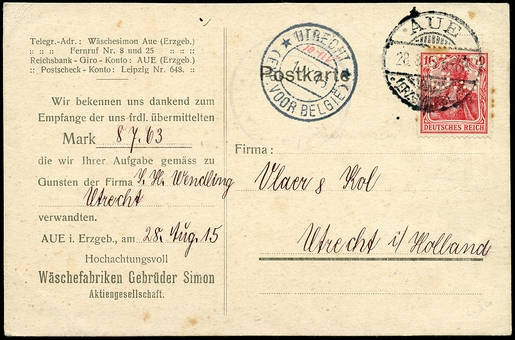 Telegr.-Adr.: Wäschesimon Aue (Erzgeb.)
Fernruf Nr. 8 und 25
Reichsbank - Giro - Konto: AUE (Erzgeb.)
Postscheck - Konto: Leipzig Nr. 648.
Wir bekennen uns dankend zum
Empfange der uns frdl. übermittelten
Mark 87.63
die wir Ihrer Aufgabe gemäss zu
Gunsten der Firma J. H. Wendling
Utrecht
verwandten.
AUE i. Erzgeb., am 28. Aug. 15
Hochachtungsvoll
Wäschefabriken Gebrüder Simon
Aktiengesellschaft.
UTRECHT
VOOR BELGIE
Postkarte
AUE
DEUTSCHES REICH
Firma:
Vlaer & Kol
Utrecht i/Holland